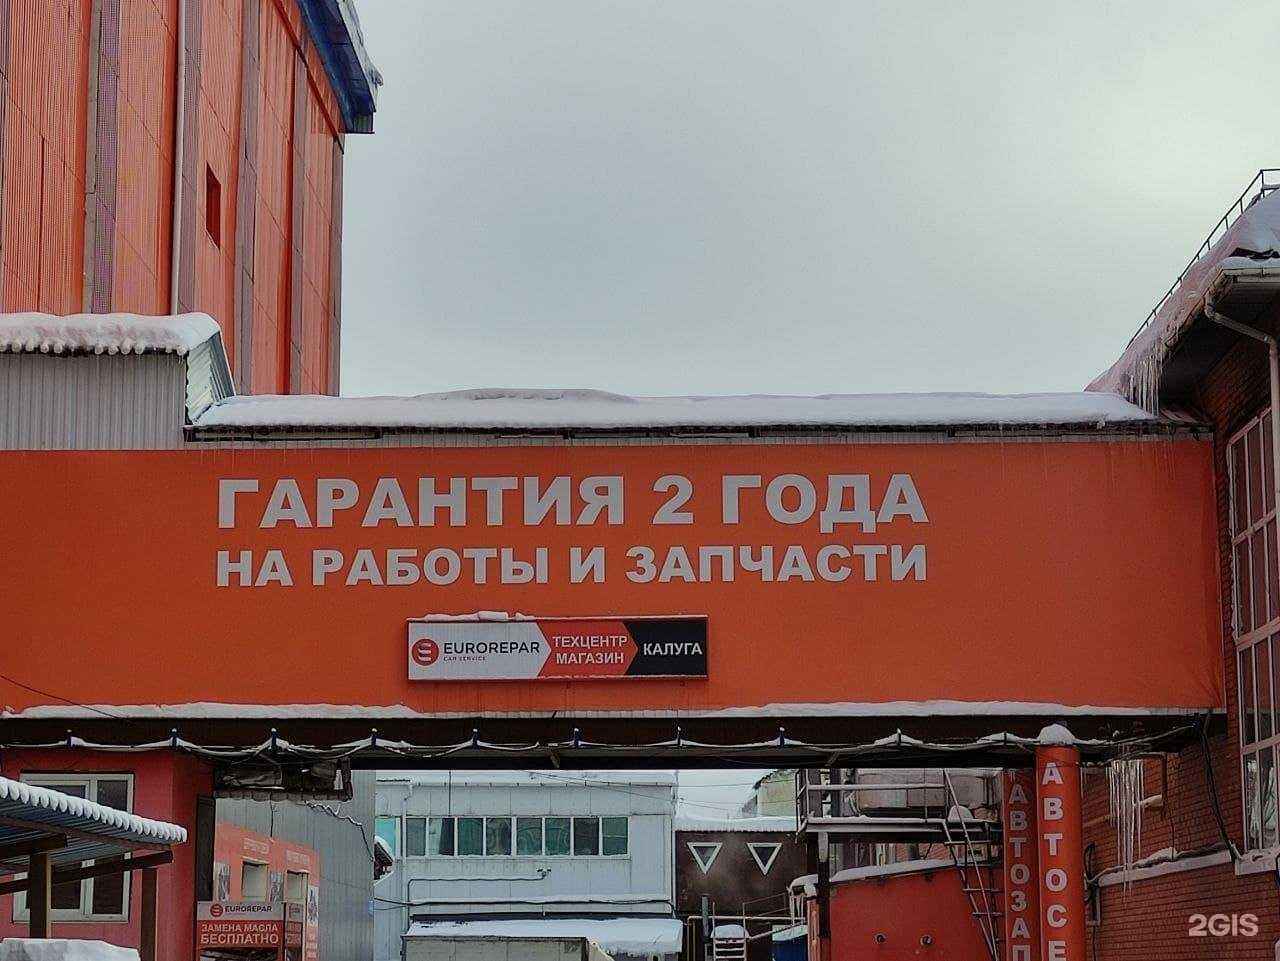 ГАРАНТИЯ 2 ГОДА
НА РАБОТЫ И ЗАПЧАСТИ
EUROREPAR
CAR SERVICE
ТЕХЦЕНТР
МАГАЗИН
КАЛУГА
АВТОЗАП
АВТОСЕ
EUROREPAR
ЗАМЕНА МАСЛА
БЕСПЛАТНО
2GIS